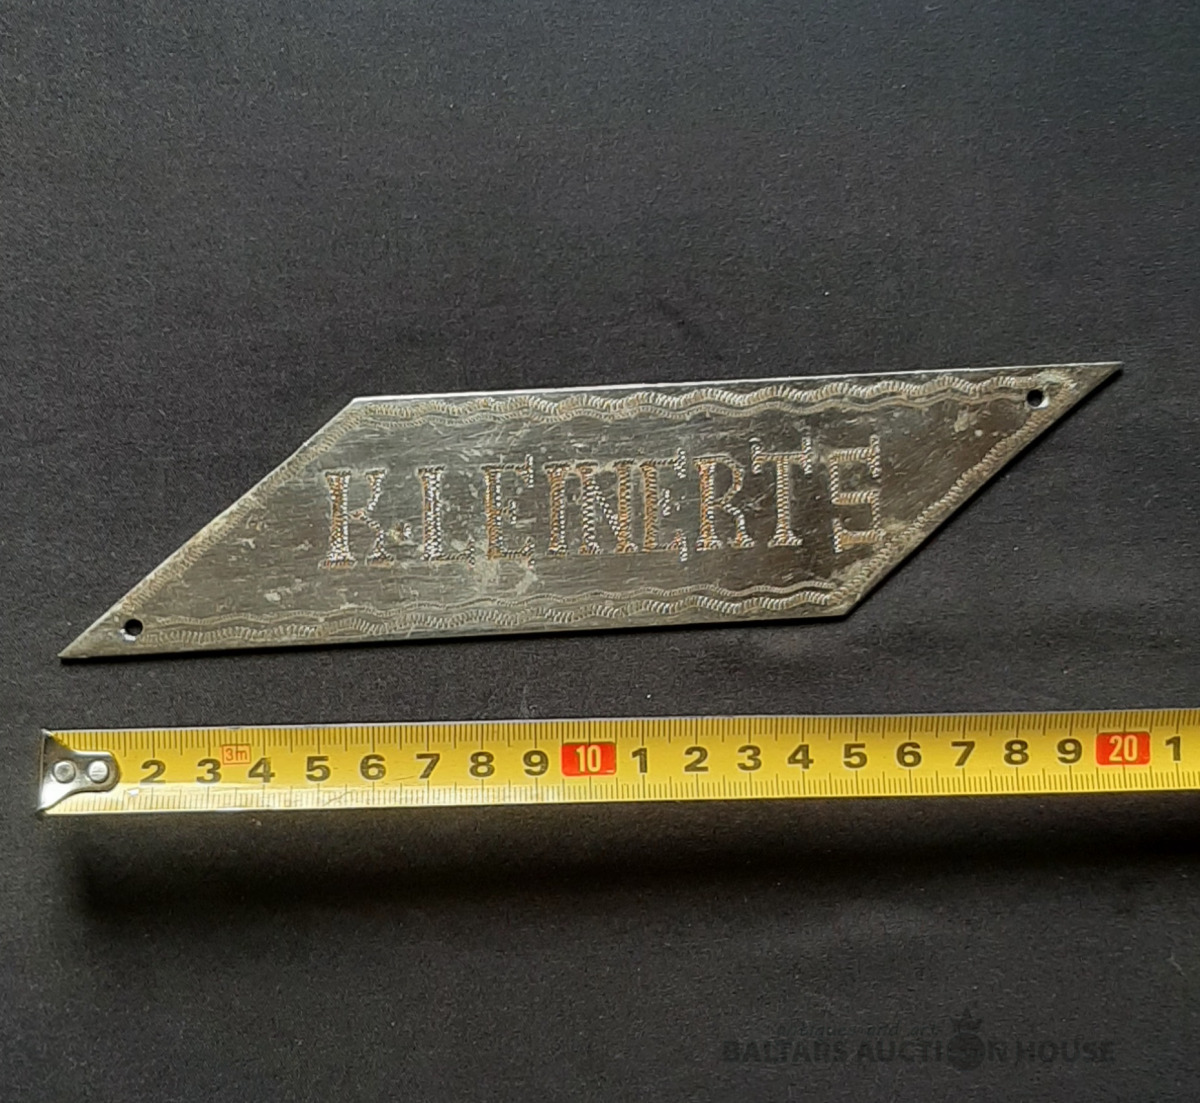 KLEINERTS
2 3 3m 4 5 6 7 8 9 10 1 2 3 4 5 6 7 8 9 20 1
BALTARS AUCTION HOUSE